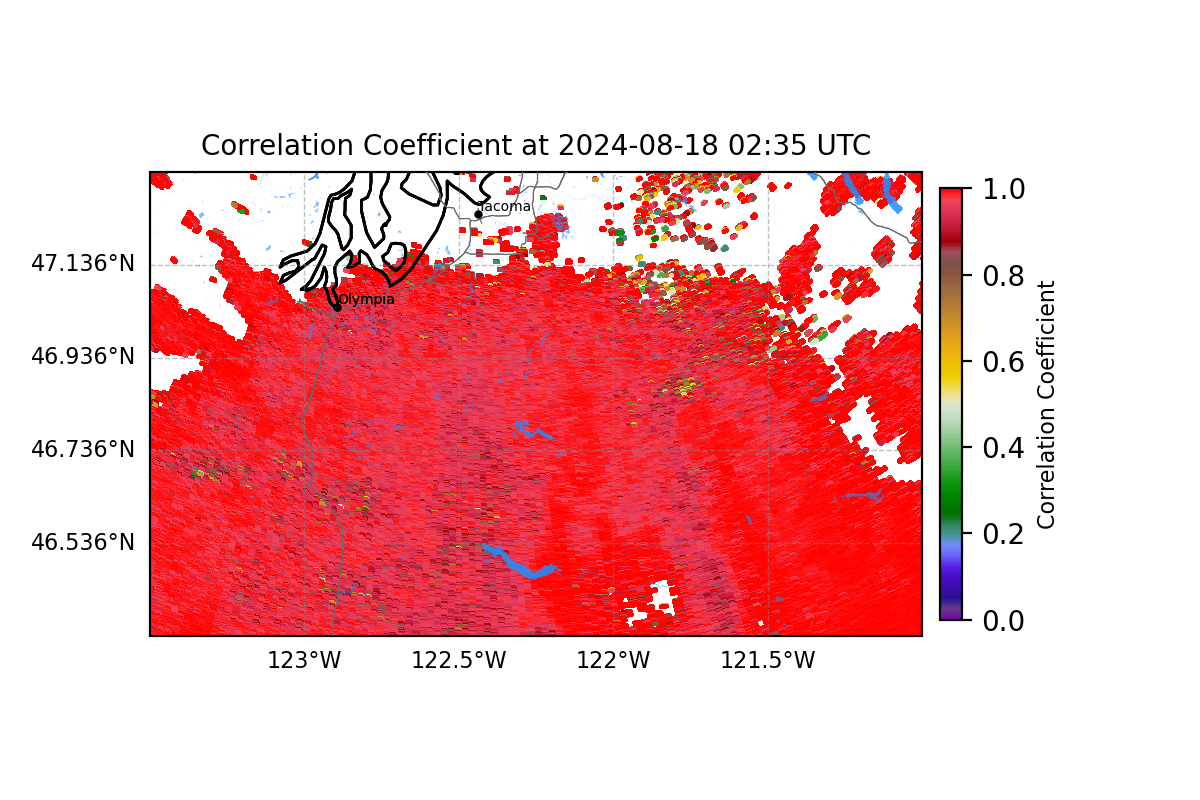 Correlation Coefficient at 2024-08-18 02:35 UTC
Tacoma
Olympia
47.136°N
46.936°N
46.736°N
46.536°N
123°W
122.5°W
122°W
121.5°W
1.0
0.8
0.6
0.4
0.2
0.0
Correlation Coefficient